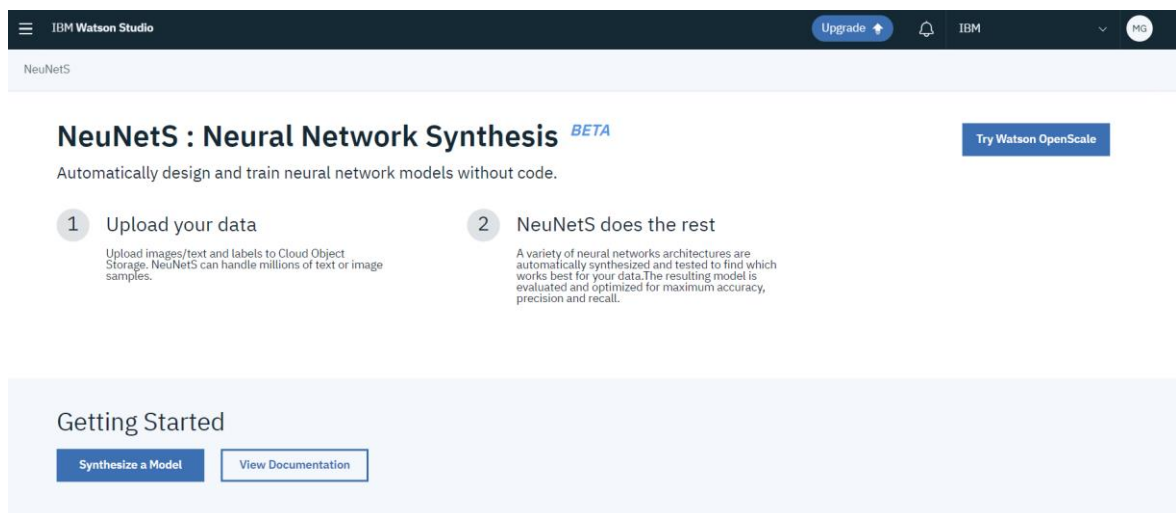 IBM Watson Studio
Upgrade
IBM
MG
NeuNetS
NeuNetS : Neural Network Synthesis BETA
Try Watson OpenScale
Automatically design and train neural network models without code.
1 Upload your data
Upload images/text and labels to Cloud Object
Storage. NeuNetS can handle millions of text or image
samples.
2 NeuNetS does the rest
A variety of neural networks architectures are
automatically synthesized and tested to find which
works best for your data.The resulting model is
evaluated and optimized for maximum accuracy,
precision and recall.
Getting Started
Synthesize a Model
View Documentation